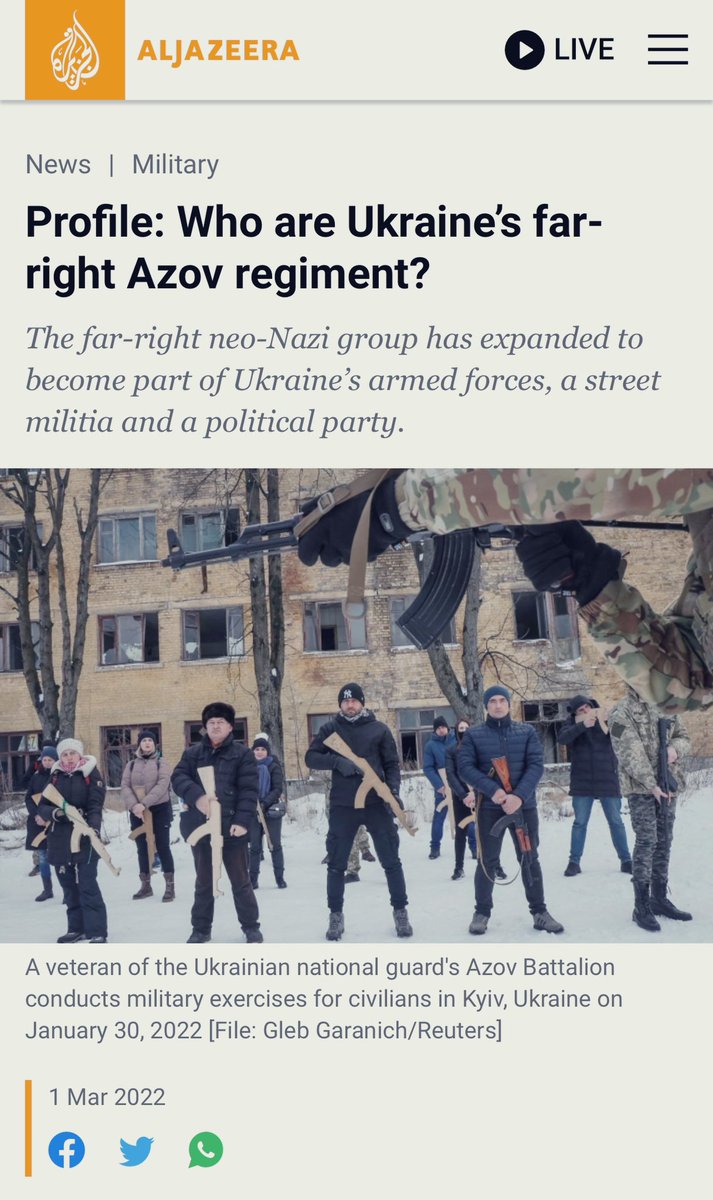 ALJAZEERA
LIVE
News | Military
Profile: Who are Ukraine's far-
right Azov regiment?
The far-right neo-Nazi group has expanded to
become part of Ukraine's armed forces, a street
militia and a political party.
A veteran of the Ukrainian national guard's Azov Battalion
conducts military exercises for civilians in Kyiv, Ukraine on
January 30, 2022 [File: Gleb Garanich/Reuters]
1 Mar 2022